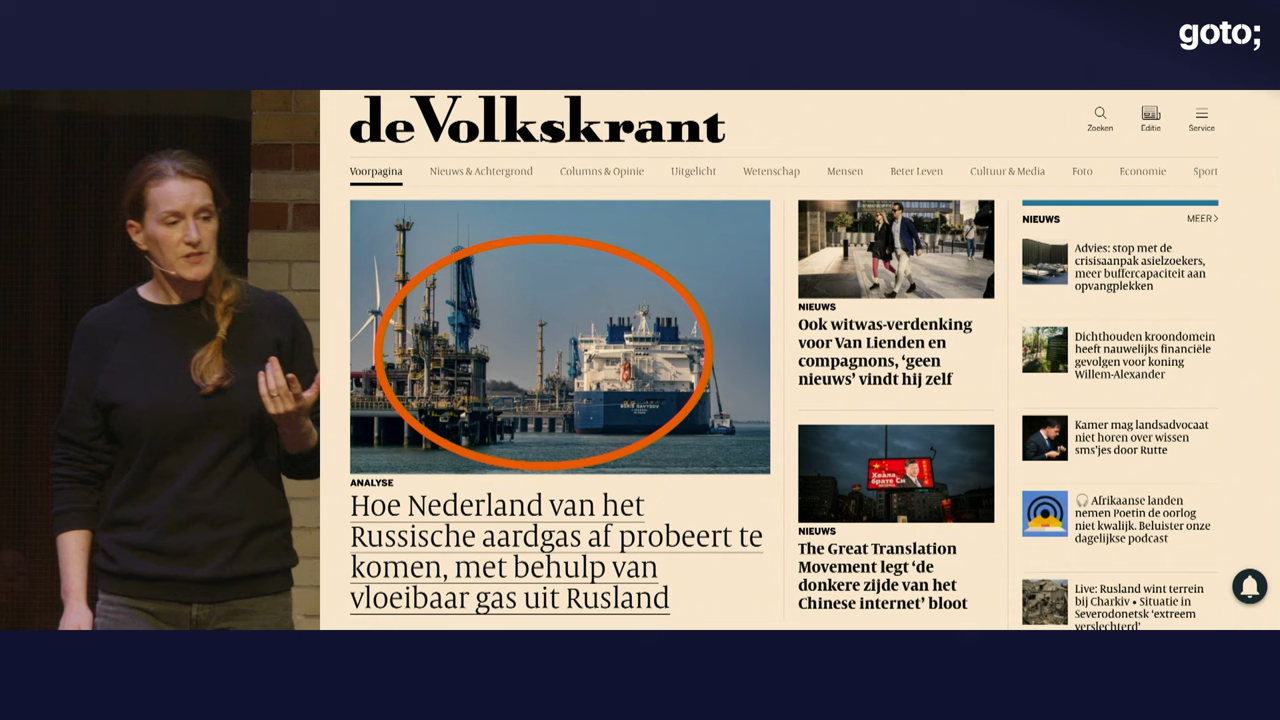 goto;
deVolkskrant
Zoeken
Editie
Service
Voorpagina
Nieuws & Achtergrond
Columns & Opinie
Uitgelicht
Wetenschap
Mensen
Beter Leven
Cultuur & Media
Foto
Economie
Sport
BORIS DAVYDOV
ANALYSE
Hoe Nederland van het
Russische aardgas af probeert te
komen, met behulp van
vloeibaar gas uit Rusland
NIEUWS
Ook witwas-verdenking
voor Van Lienden en
compagnons, ‘geen
nieuws’ vindt hij zelf
Хвала,
брате Си
NIEUWS
The Great Translation
Movement legt ‘de
donkere zijde van het
Chinese internet’ bloot
NIEUWS
MEER
Advies: stop met de
crisisaanpak asielzoekers,
meer buffercapaciteit aan
opvangplekken
Dichthouden kroondomein
heeft nauwelijks financiële
gevolgen voor koning
Willem-Alexander
Kamer mag landsadvocaat
niet horen over wissen
sms’jes door Rutte
Afrikaanse landen
nemen Poetin de oorlog
niet kwalijk. Beluister onze
dagelijkse podcast
Live: Rusland wint terrein
bij Charkiv • Situatie in
Severodonetsk ‘extreem
verslechterd’